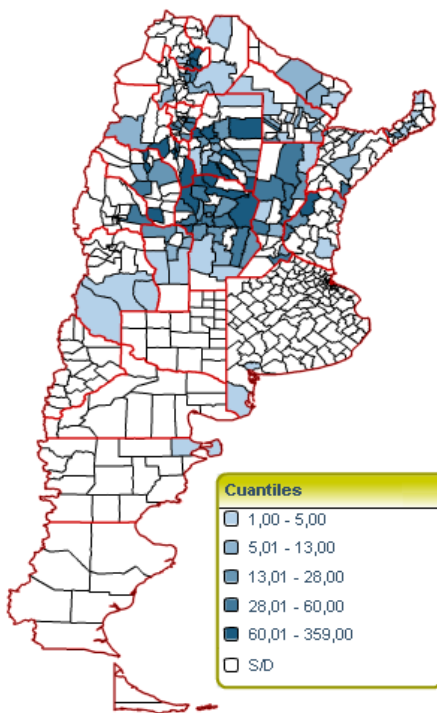 Cuantiles
1,00 - 5,00
5,01 - 13,00
13,01 - 28,00
28,01 - 60,00
60,01 - 359,00
S/D